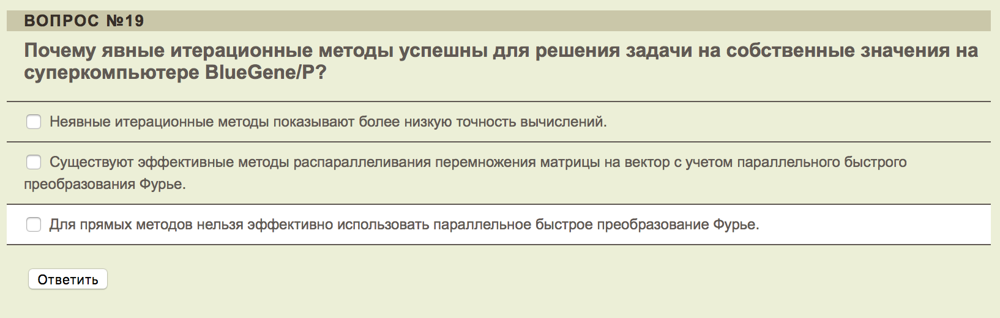 ВОПРОС №19
Почему явные итерационные методы успешны для решения задачи на собственные значения на
суперкомпьютере BlueGene/P?
Неявные итерационные методы показывают более низкую точность вычислений.
Существуют эффективные методы распараллеливания перемножения матрицы на вектор с учетом параллельного быстрого
преобразования Фурье.
Для прямых методов нельзя эффективно использовать параллельное быстрое преобразование Фурье.
Ответить